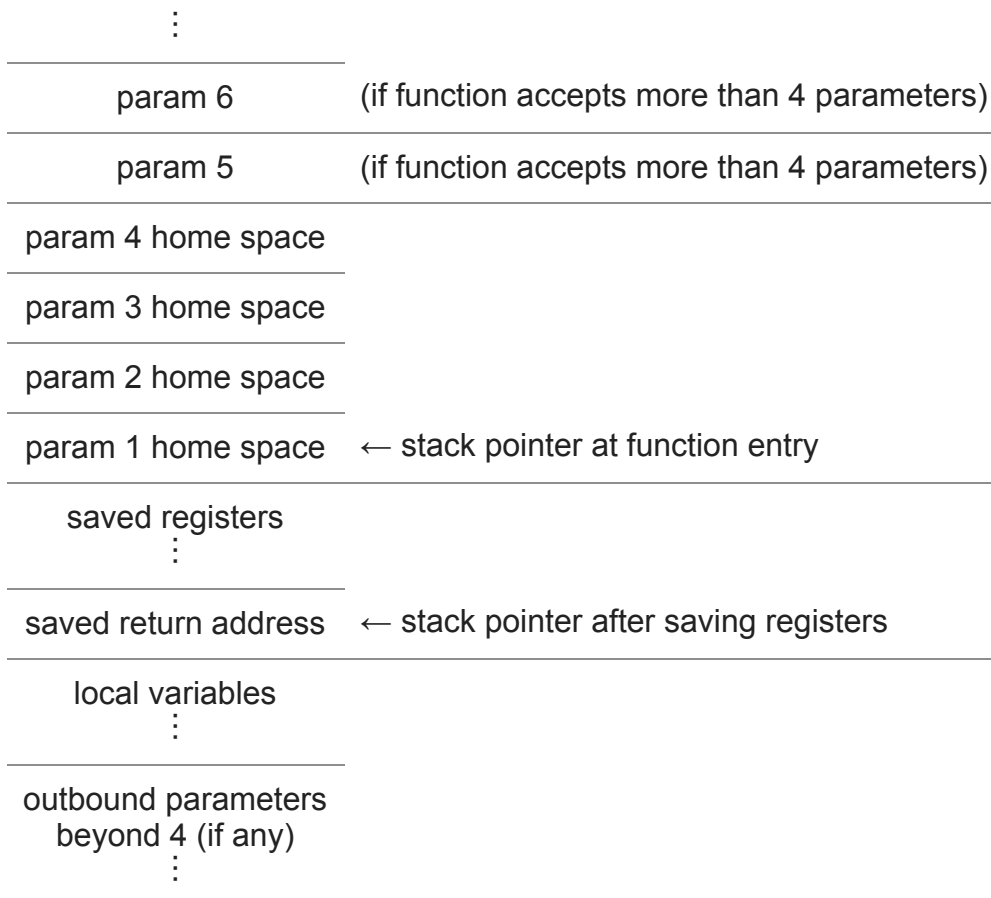 ⋮
param 6 (if function accepts more than 4 parameters)
param 5 (if function accepts more than 4 parameters)
param 4 home space
param 3 home space
param 2 home space
param 1 home space ← stack pointer at function entry
saved registers
⋮
saved return address ← stack pointer after saving registers
local variables
⋮
outbound parameters
beyond 4 (if any)
⋮